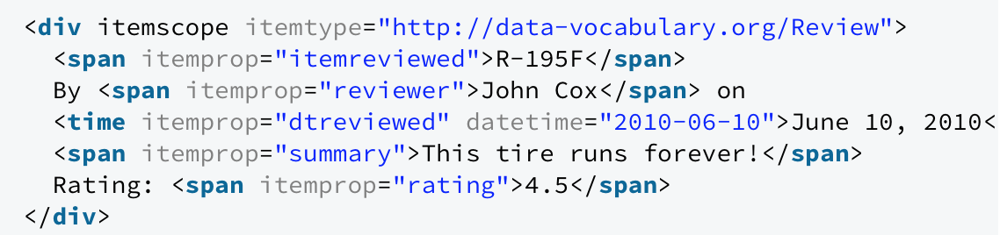 <div itemscope itemtype="http://data-vocabulary.org/Review">
<span itemprop="itemreviewed">R-195F</span>
By <span itemprop="reviewer">John Cox</span> on
<time itemprop="dtreviewed" datetime="2010-06-10">June 10, 2010<
<span itemprop="summary">This tire runs forever!</span>
Rating: <span itemprop="rating">4.5</span>
</div>